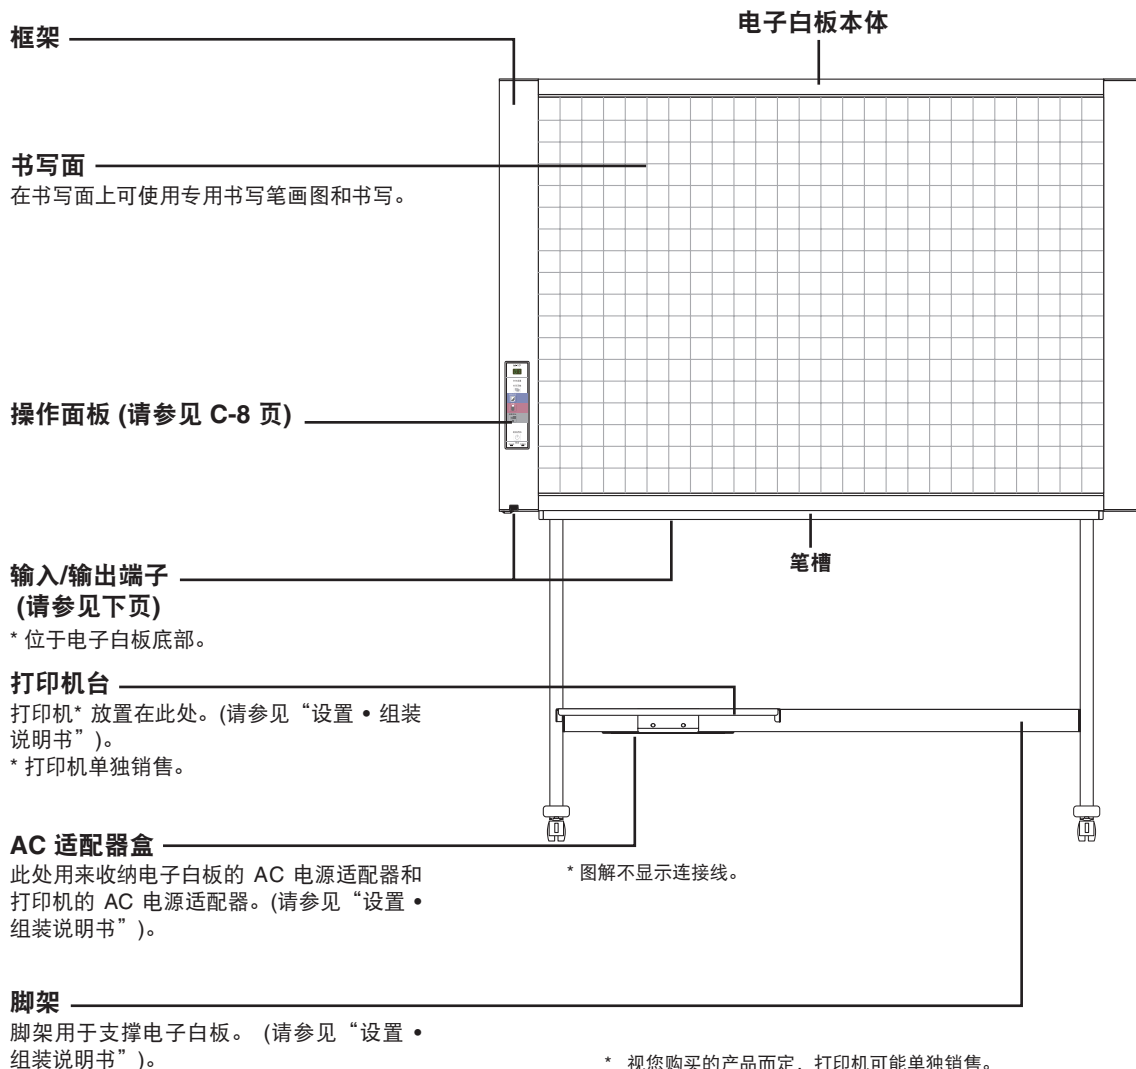 框架
电子白板本体
书写面
在书写面上可使用专用书写笔画图和书写。
操作面板 (请参见 C-8 页)
输入/输出端子
(请参见下页)
* 位于电子白板底部。
笔槽
打印机台
打印机* 放置在此处。(请参见“设置 • 组装
说明书”)。
* 打印机单独销售。
AC 适配器盒
此处用来收纳电子白板的 AC 电源适配器和
打印机的 AC 电源适配器。(请参见“设置 •
组装说明书”)。
* 图解不显示连接线。
脚架
脚架用于支撑电子白板。 (请参见“设置 •
组装说明书”)。
* 视您购买的产品而定，打印机可能单独销售。